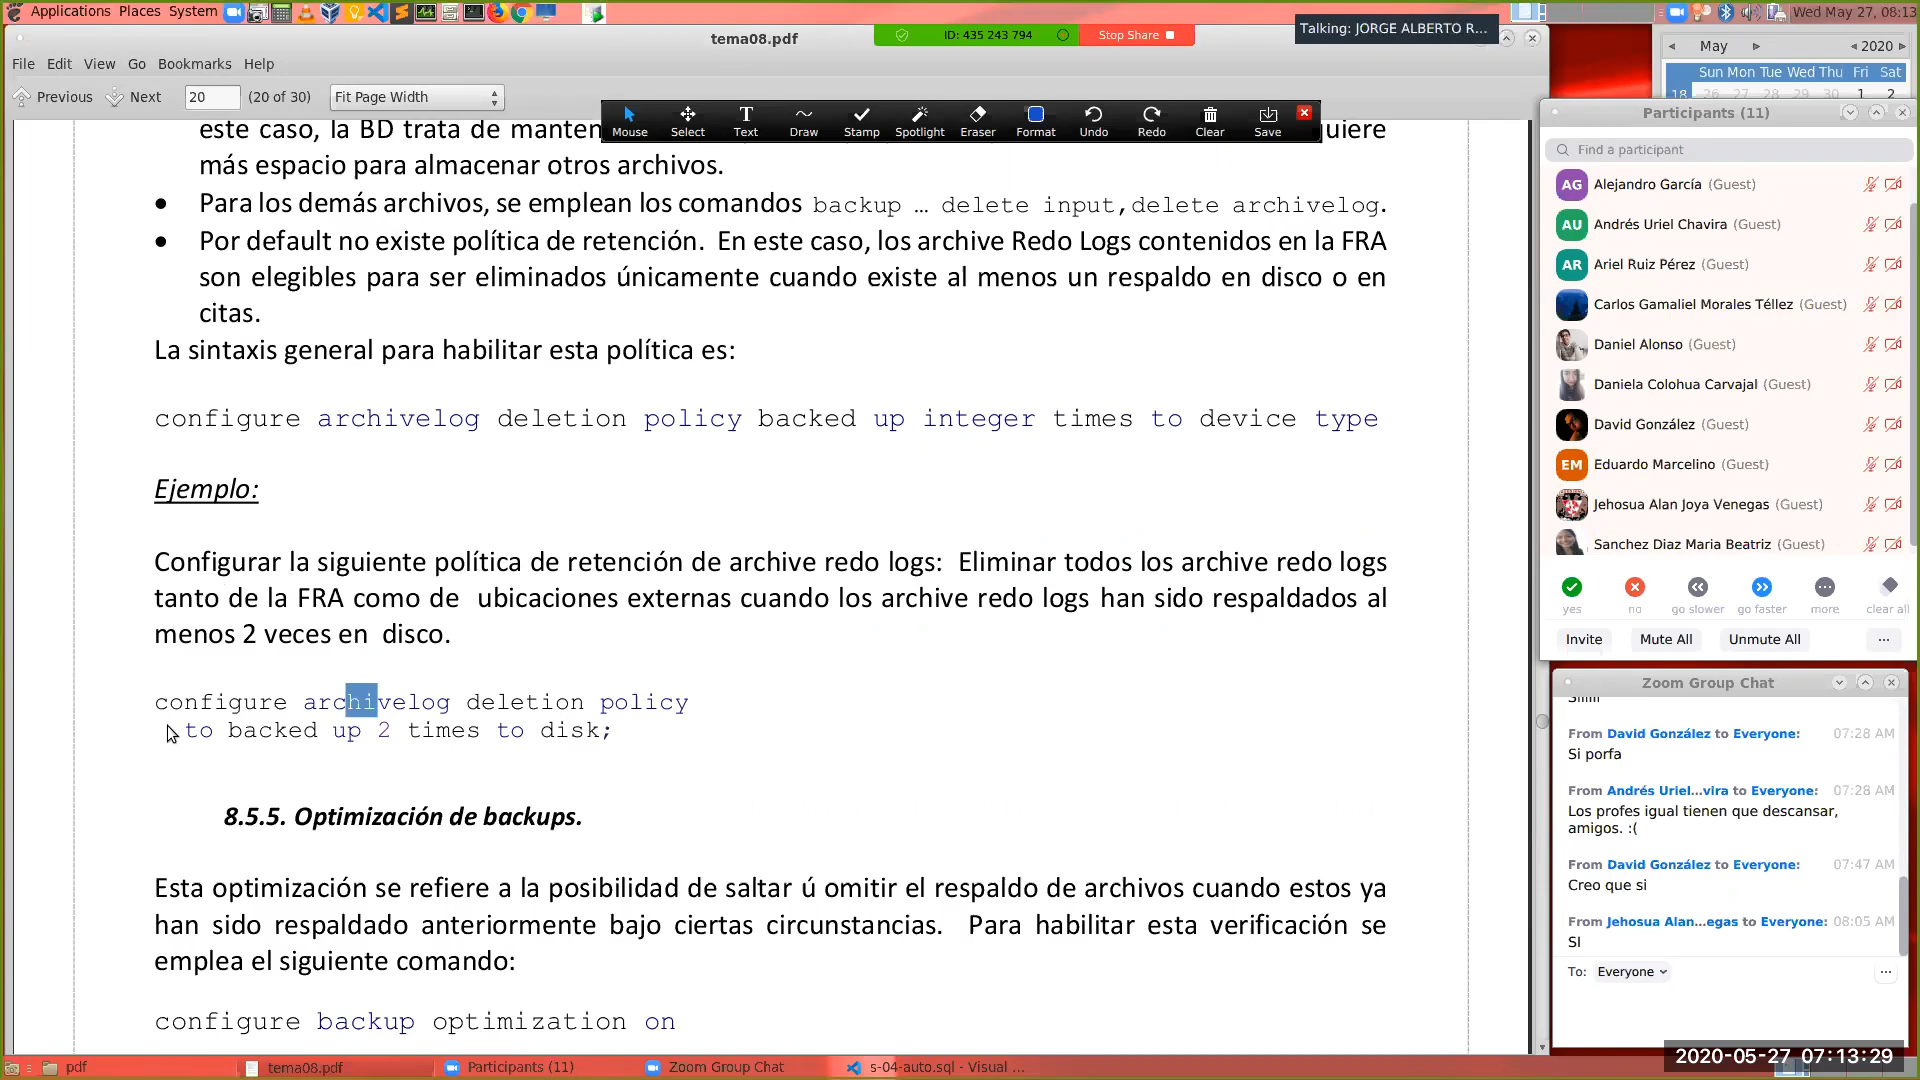 Applications Places System
Wed May 27, 08:13
tema08.pdf
ID: 435 243 794
Stop Share
Talking: JORGE ALBERTO R...
File Edit View Go Bookmarks Help
Previous Next 20 (20 of 30) Fit Page Width
Mouse Select Text Draw Stamp Spotlight Eraser Format Undo Redo Clear Save
este caso, la BD trata de manten
uiere
más espacio para almacenar otros archivos.
• Para los demás archivos, se emplean los comandos backup … delete input,delete archivelog.
• Por default no existe política de retención. En este caso, los archive Redo Logs contenidos en la FRA
son elegibles para ser eliminados únicamente cuando existe al menos un respaldo en disco o en
citas.
La sintaxis general para habilitar esta política es:
configure archivelog deletion policy backed up integer times to device type
Ejemplo:
Configurar la siguiente política de retención de archive redo logs: Eliminar todos los archive redo logs
tanto de la FRA como de ubicaciones externas cuando los archive redo logs han sido respaldados al
menos 2 veces en disco.
configure archivelog deletion policy
to backed up 2 times to disk;
8.5.5. Optimización de backups.
Esta optimización se refiere a la posibilidad de saltar ú omitir el respaldo de archivos cuando estos ya
han sido respaldado anteriormente bajo ciertas circunstancias. Para habilitar esta verificación se
emplea el siguiente comando:
configure backup optimization on
May 2020
Sun Mon Tue Wed Thu Fri Sat
18 26 27 28 29 30 1 2
Participants (11)
Find a participant
AG Alejandro García (Guest)
AU Andrés Uriel Chavira (Guest)
AR Ariel Ruiz Pérez (Guest)
Carlos Gamaliel Morales Téllez (Guest)
Daniel Alonso (Guest)
Daniela Colohua Carvajal (Guest)
David González (Guest)
EM Eduardo Marcelino (Guest)
Jehosua Alan Joya Venegas (Guest)
Sanchez Diaz Maria Beatriz (Guest)
yes no go slower go faster more clear all
Invite Mute All Unmute All ...
Zoom Group Chat
From David González to Everyone: 07:28 AM
Si porfa
From Andrés Uriel...vira to Everyone: 07:28 AM
Los profes igual tienen que descansar,
amigos. :(
From David González to Everyone: 07:47 AM
Creo que si
From Jehosua Alan...egas to Everyone: 08:05 AM
SI
To: Everyone ...
2020-05-27 07:13:29
pdf
tema08.pdf
Participants (11)
Zoom Group Chat
s-04-auto.sql - Visual ...